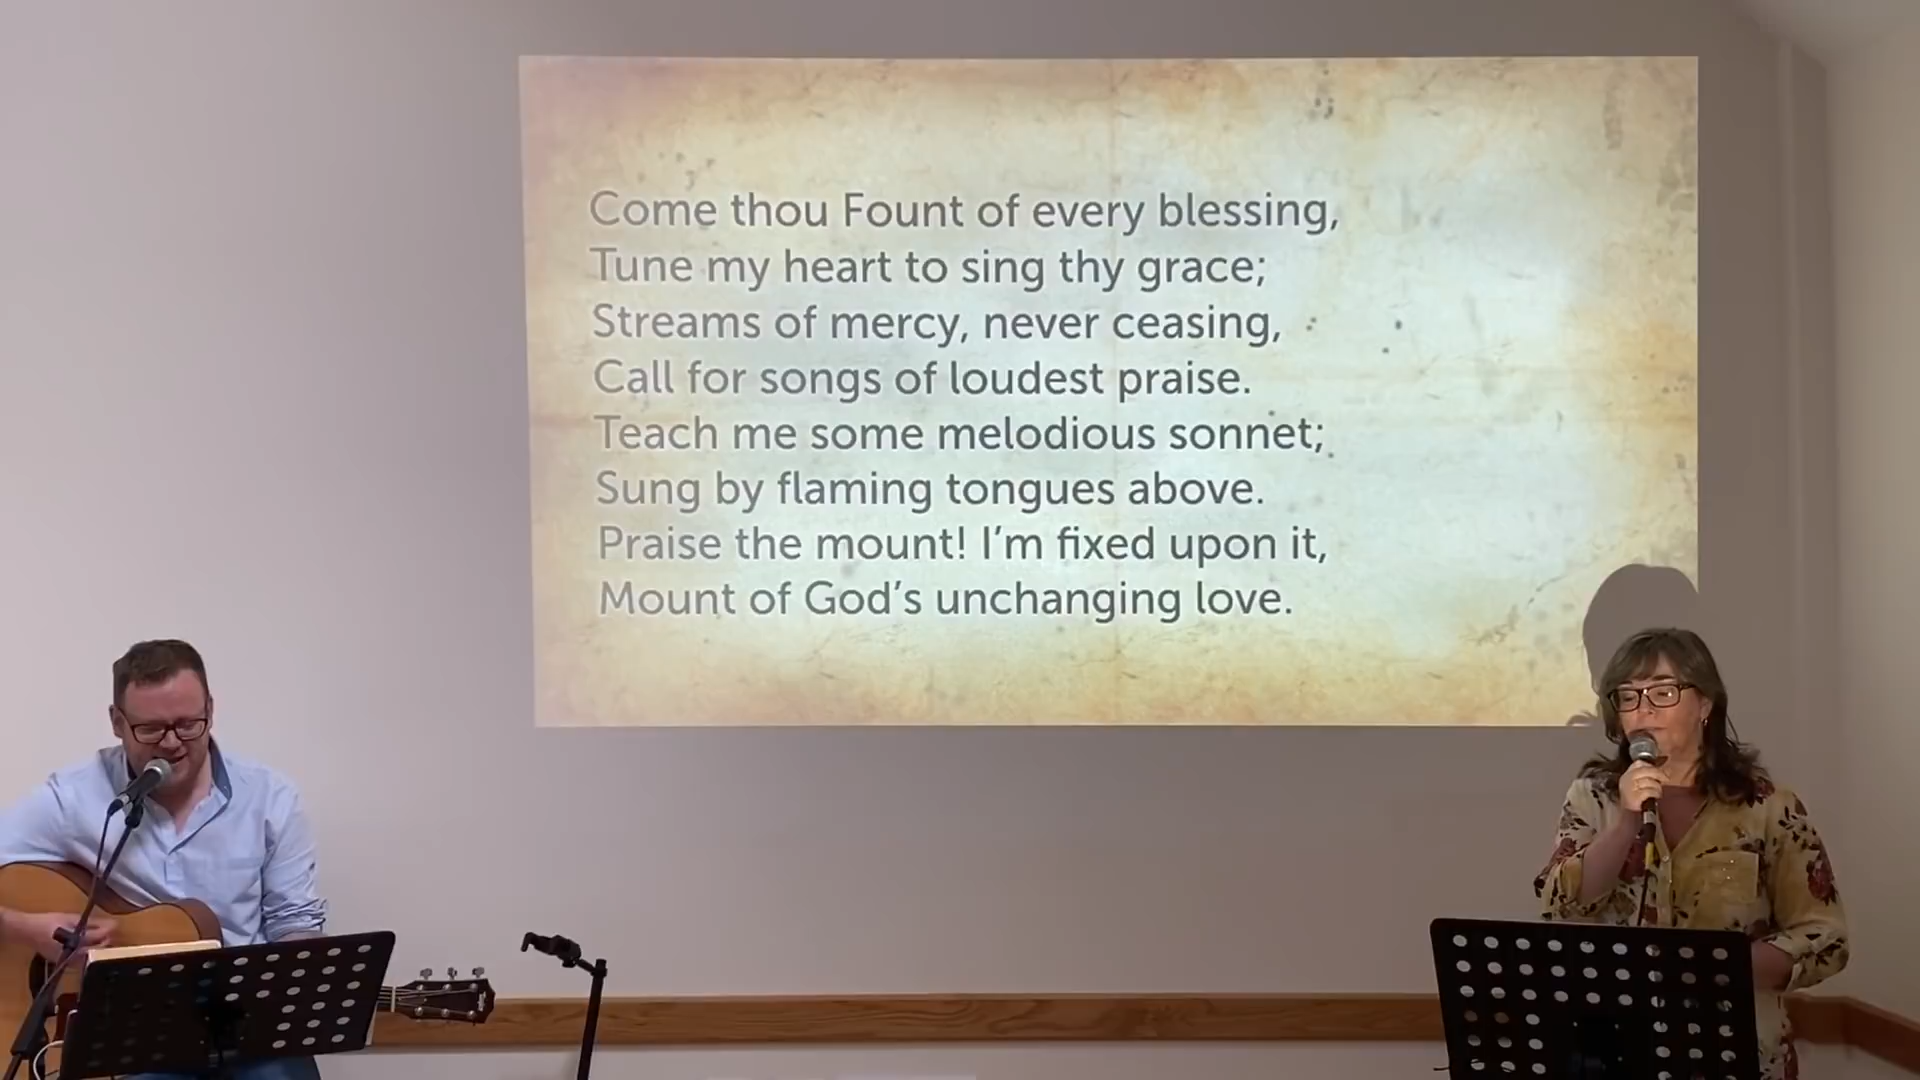 Come thou Fount of every blessing,
Tune my heart to sing thy grace;
Streams of mercy, never ceasing,
Call for songs of loudest praise.
Teach me some melodious sonnet;
Sung by flaming tongues above.
Praise the mount! I’m fixed upon it,
Mount of God’s unchanging love.